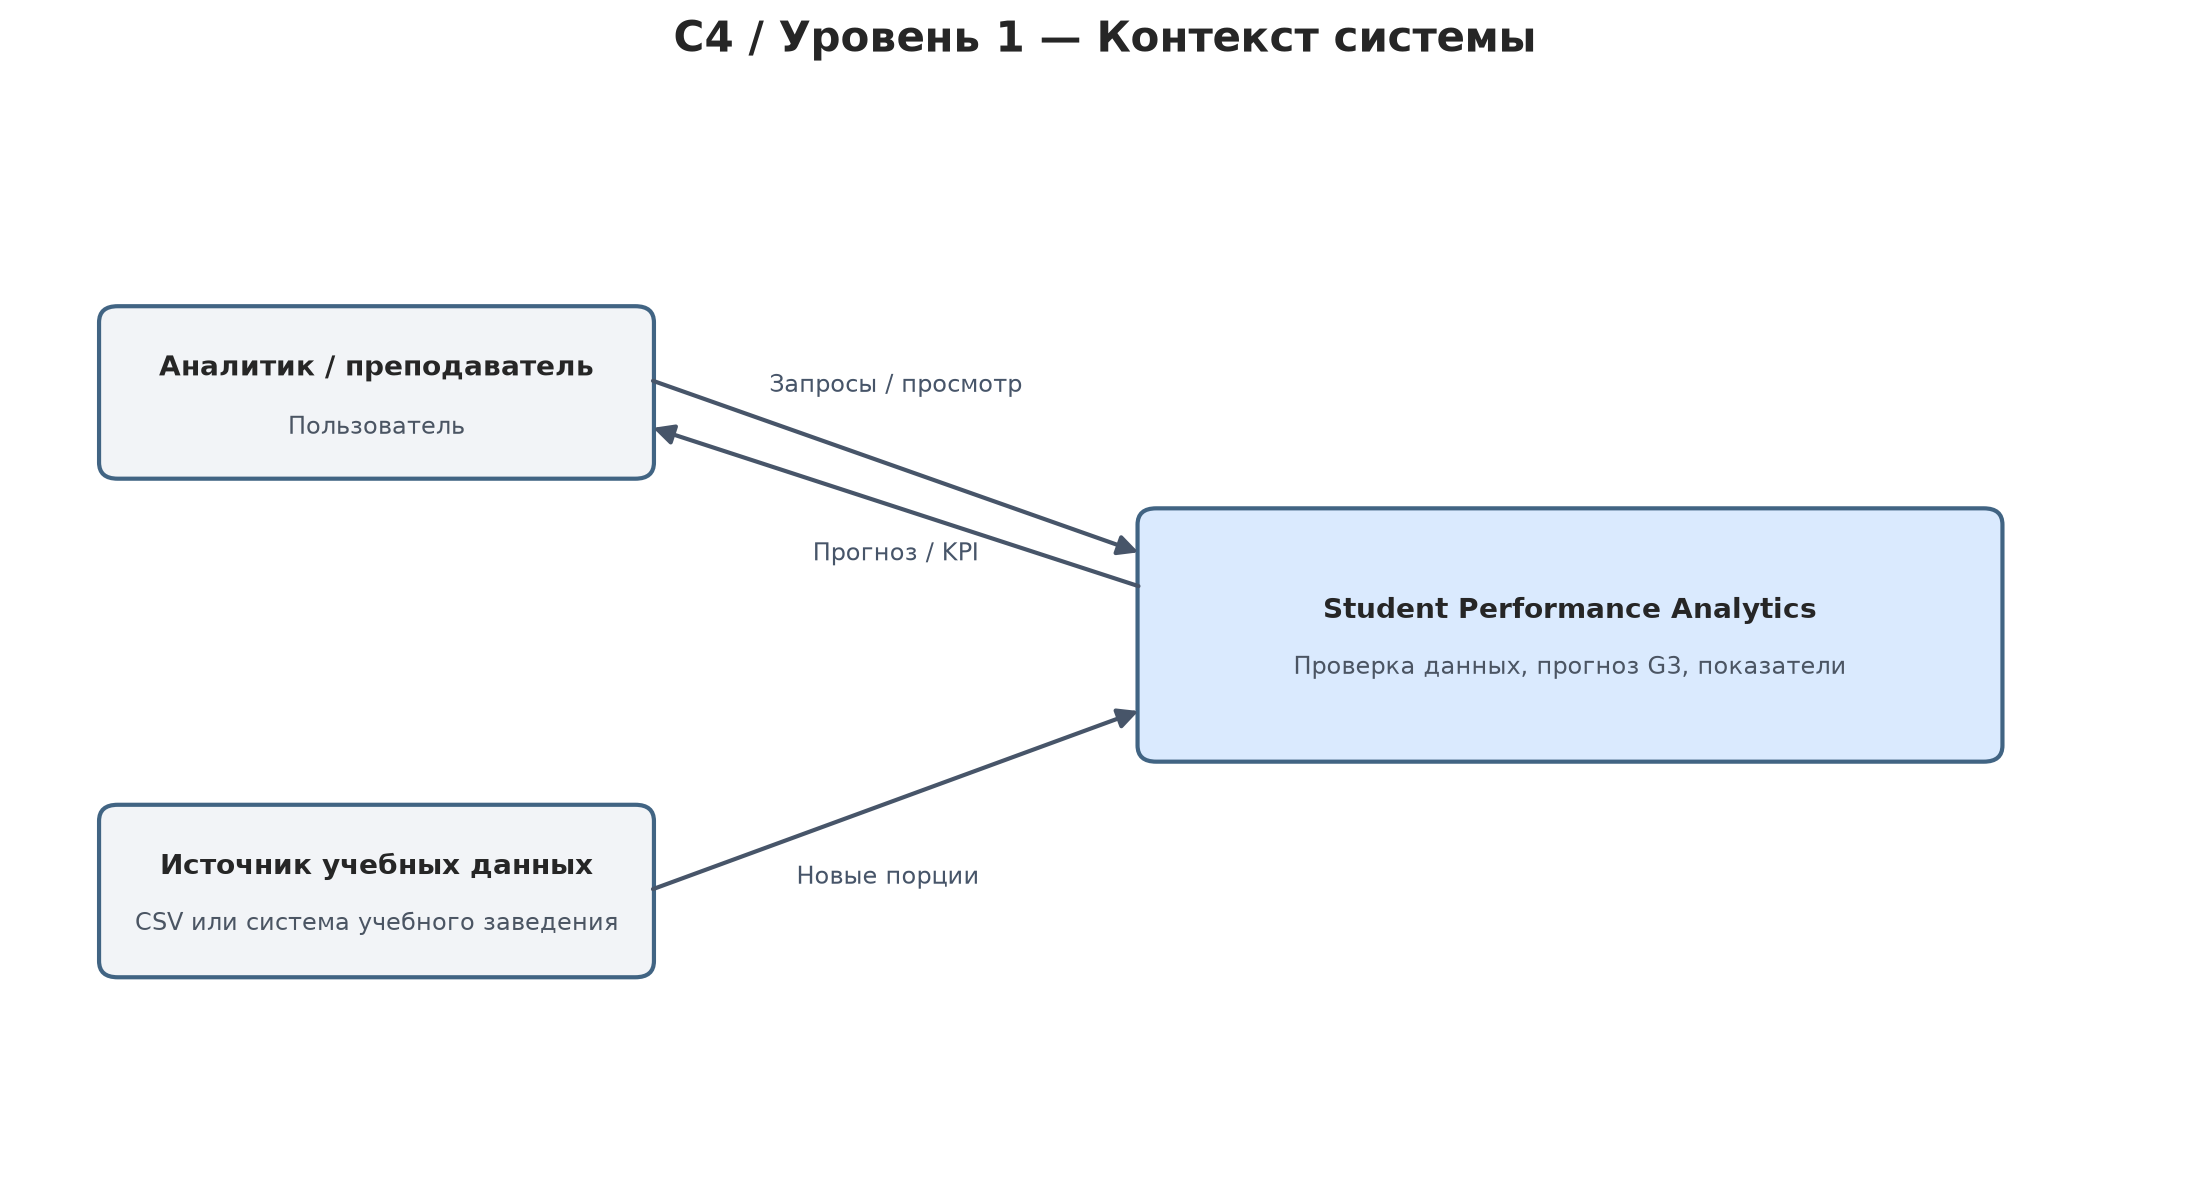 C4 / Уровень 1 — Контекст системы
Аналитик / преподаватель
Пользователь
Запросы / просмотр
Прогноз / KPI
Student Performance Analytics
Проверка данных, прогноз G3, показатели
Источник учебных данных
CSV или система учебного заведения
Новые порции